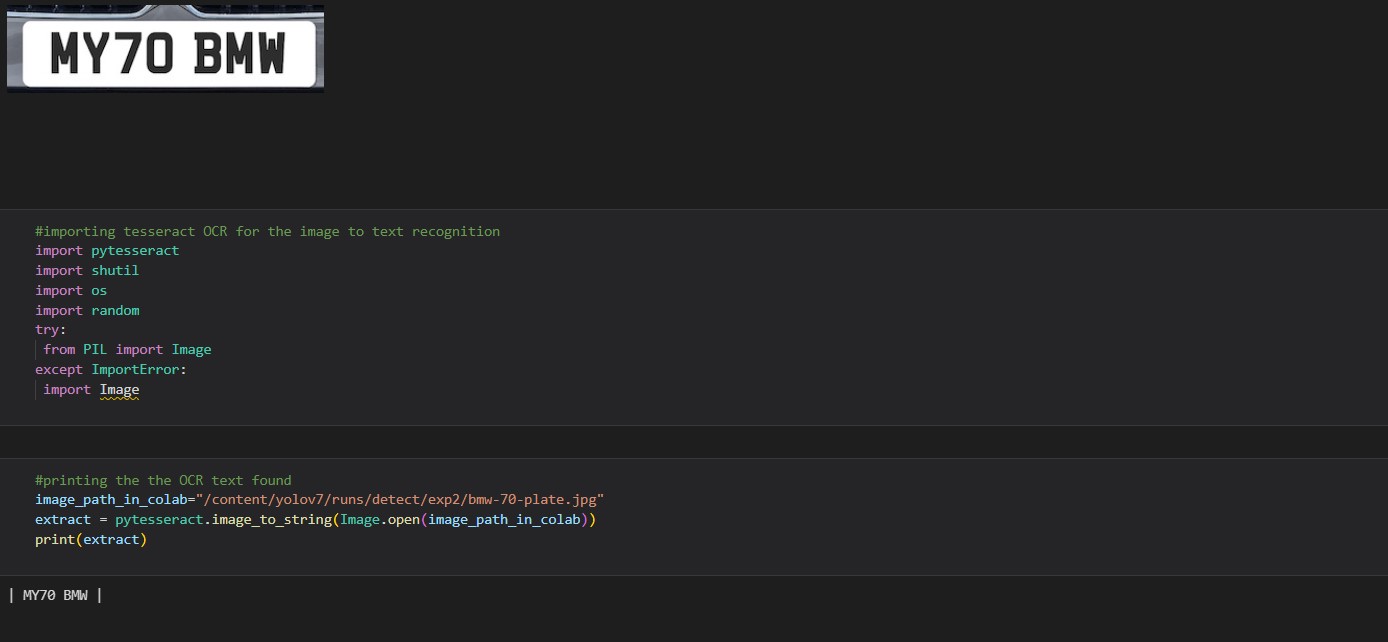 MY70 BMW
#importing tesseract OCR for the image to text recognition
import pytesseract
import shutil
import os
import random
try:
from PIL import Image
except ImportError:
import Image
#printing the the OCR text found
image_path_in_colab="/content/yolov7/runs/detect/exp2/bmw-70-plate.jpg"
extract = pytesseract.image_to_string(Image.open(image_path_in_colab))
print(extract)
| MY70 BMW |